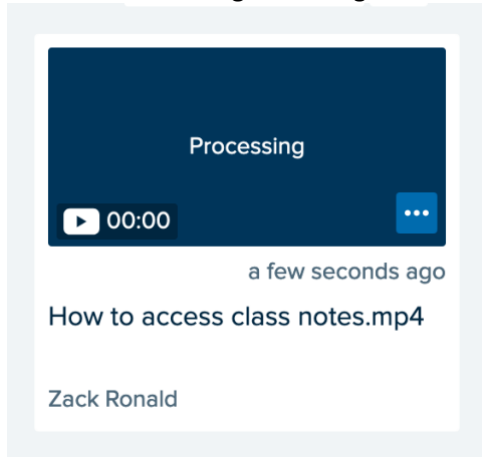 Processing
00:00
a few seconds ago
How to access class notes.mp4
Zack Ronald